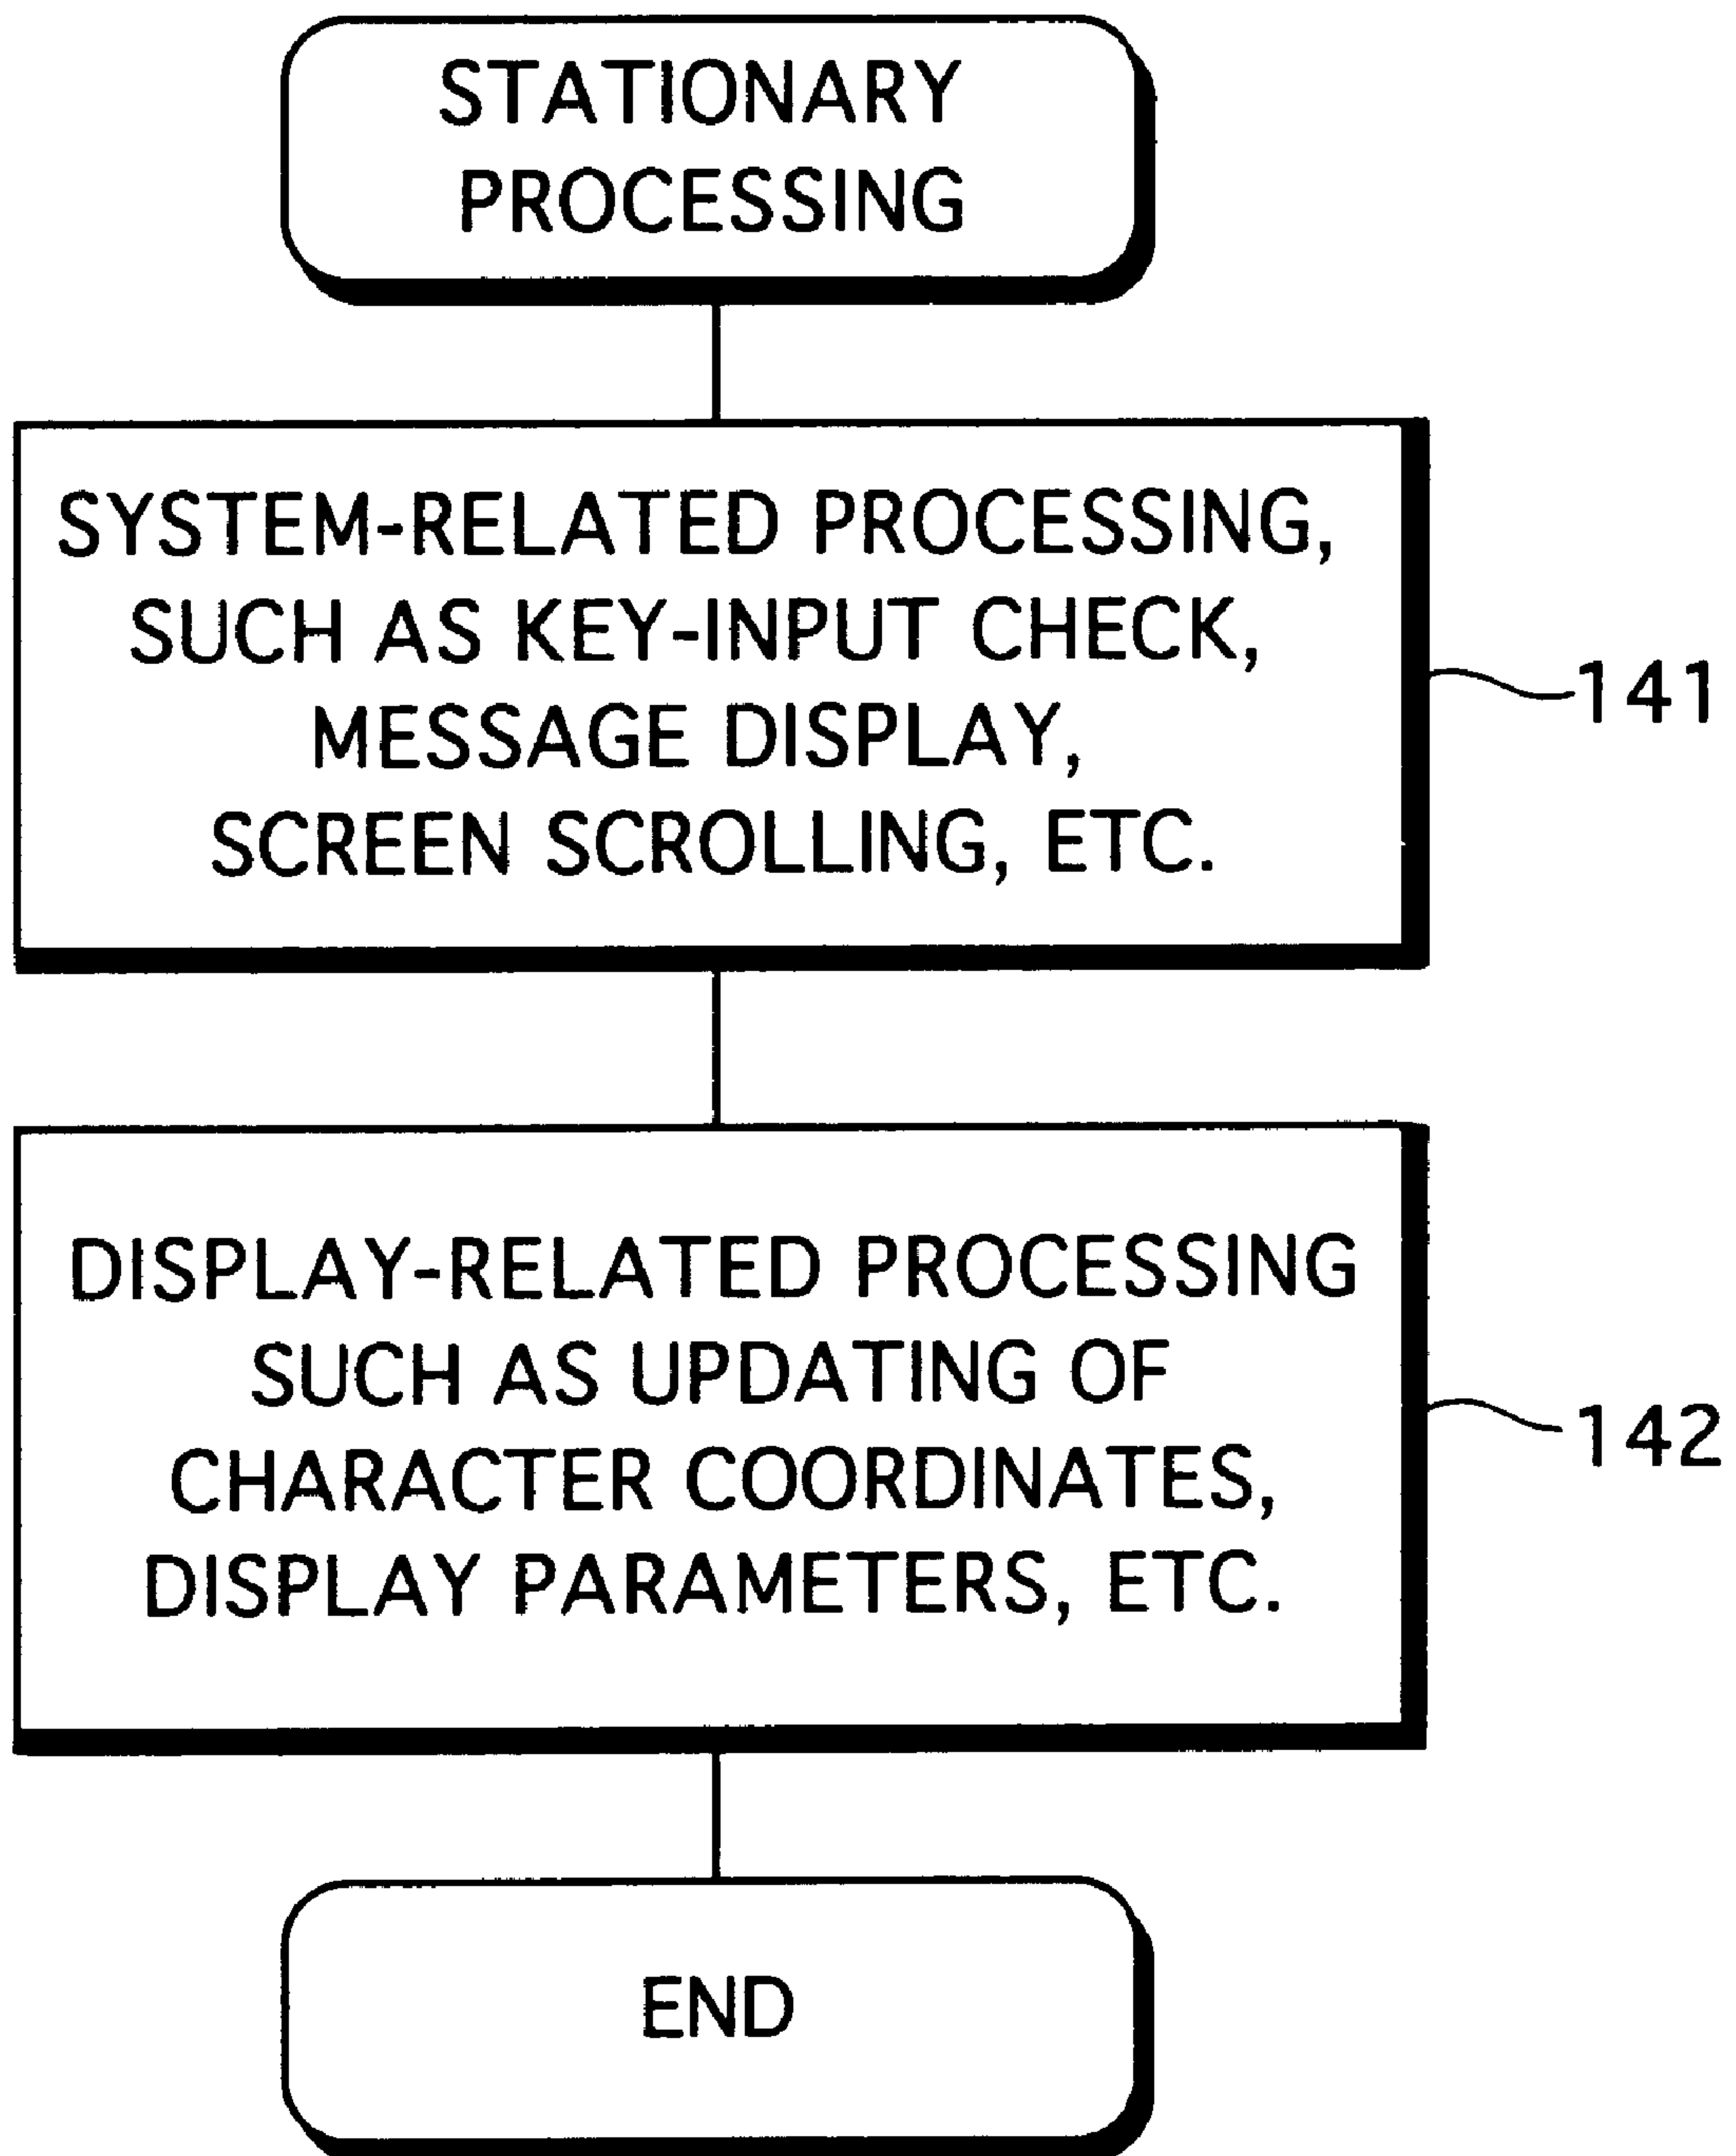 STATIONARY
PROCESSING
SYSTEM-RELATED PROCESSING,
SUCH AS KEY-INPUT CHECK,
MESSAGE DISPLAY,
SCREEN SCROLLING, ETC.
141
DISPLAY-RELATED PROCESSING
SUCH AS UPDATING OF
CHARACTER COORDINATES,
DISPLAY PARAMETERS, ETC.
142
END